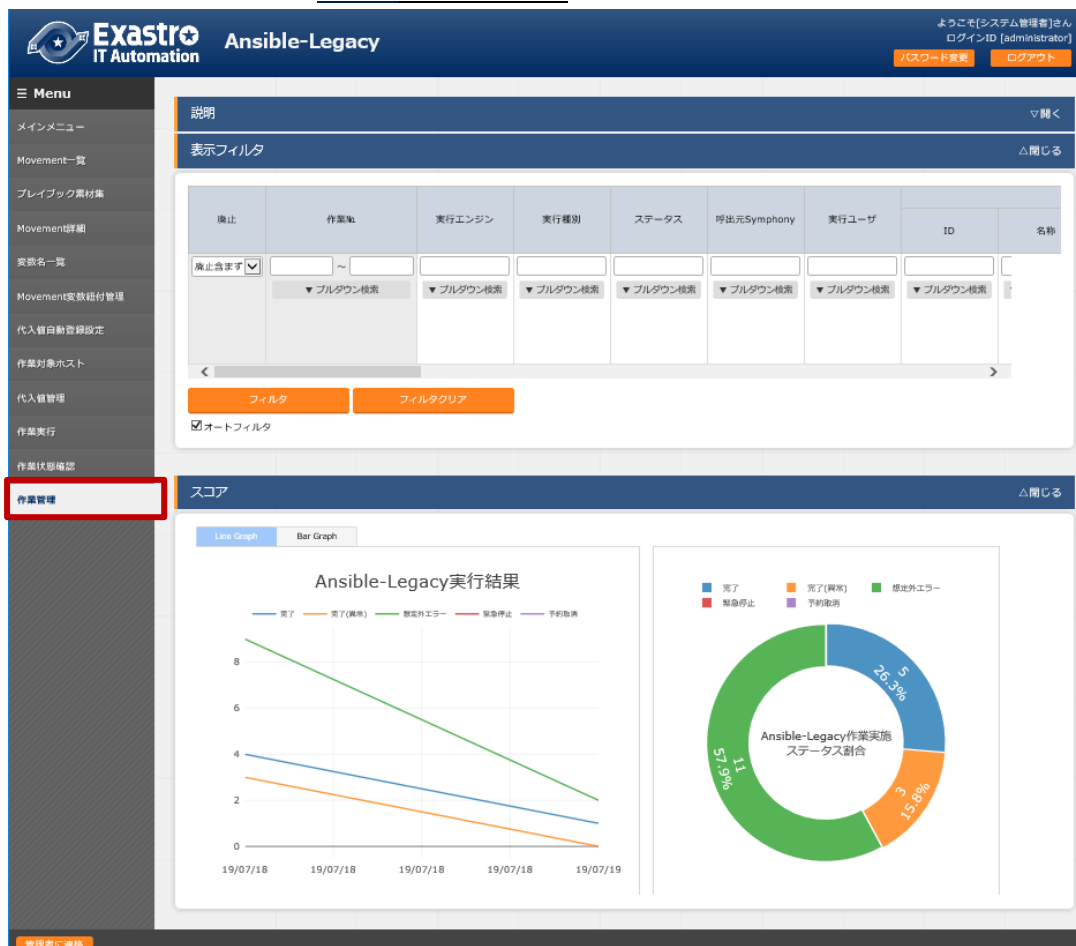 Exastro
IT Automation
Ansible-Legacy
ようこそ[システム管理者]さん
ログインID [administrator]
パスワード変更 ログアウト
☰ Menu
メインメニュー
Movement一覧
プレイブック素材集
Movement詳細
変数名一覧
Movement変数紐付管理
代入値自動登録設定
作業対象ホスト
代入値管理
作業実行
作業状態確認
作業管理
説明 ▽開く
表示フィルタ △閉じる
廃止 作業No. 実行エンジン 実行種別 ステータス 呼出元Symphony 実行ユーザ ID 名称
廃止含まず ～
▼プルダウン検索 ▼プルダウン検索 ▼プルダウン検索 ▼プルダウン検索 ▼プルダウン検索 ▼プルダウン検索 ▼プルダウン検索
フィルタ フィルタクリア
オートフィルタ
スコア △閉じる
Line Graph Bar Graph
Ansible-Legacy実行結果
完了 完了(異常) 想定外エラー 緊急停止 予約取消
8
6
4
2
0
19/07/18 19/07/18 19/07/18 19/07/18 19/07/19
完了 完了(異常) 想定外エラー
緊急停止 予約取消
5
26.3%
Ansible-Legacy作業実施
ステータス割合
11
57.9%
3
15.8%
管理者に連絡